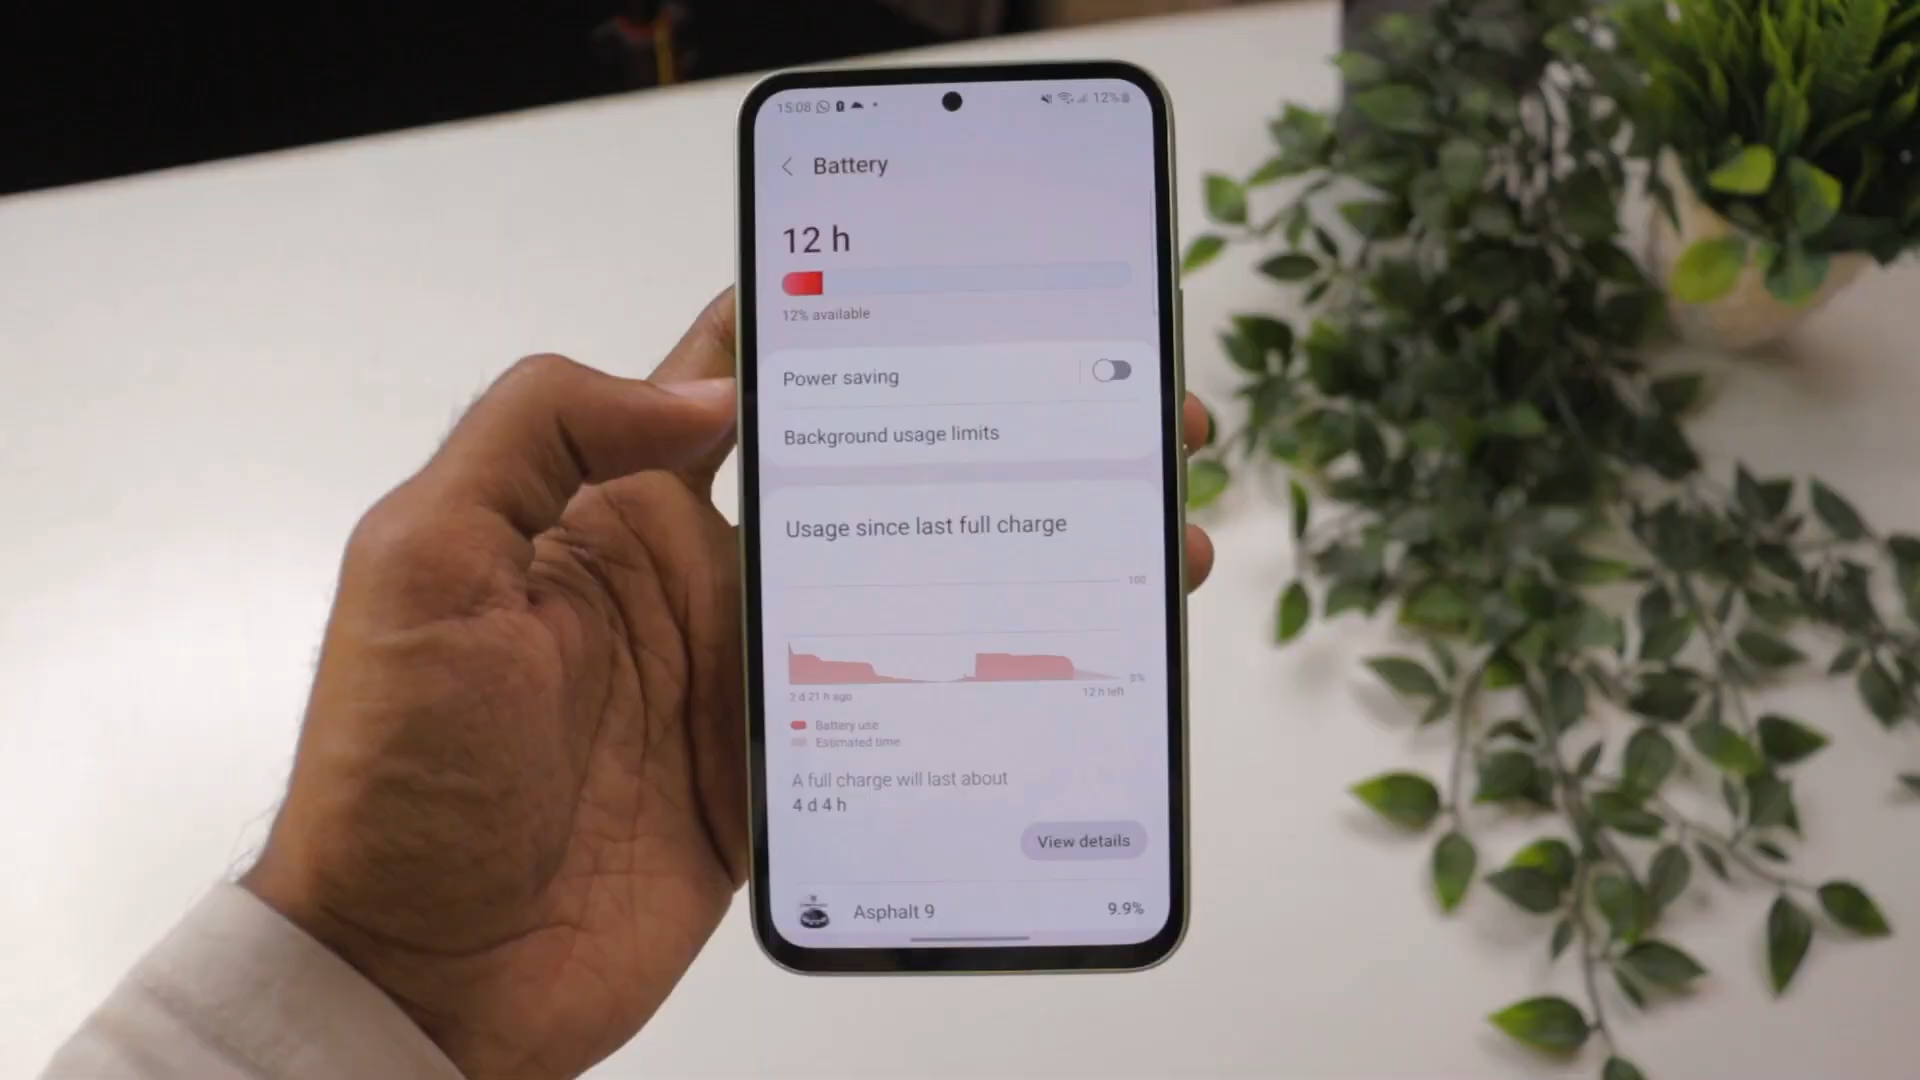 15:08 12%
Battery
12 h
12% available
Power saving
Background usage limits
Usage since last full charge
100
0%
2 d 21 h ago 12 h left
Battery use
Estimated time
A full charge will last about
4 d 4 h
View details
Asphalt 9 9.9%